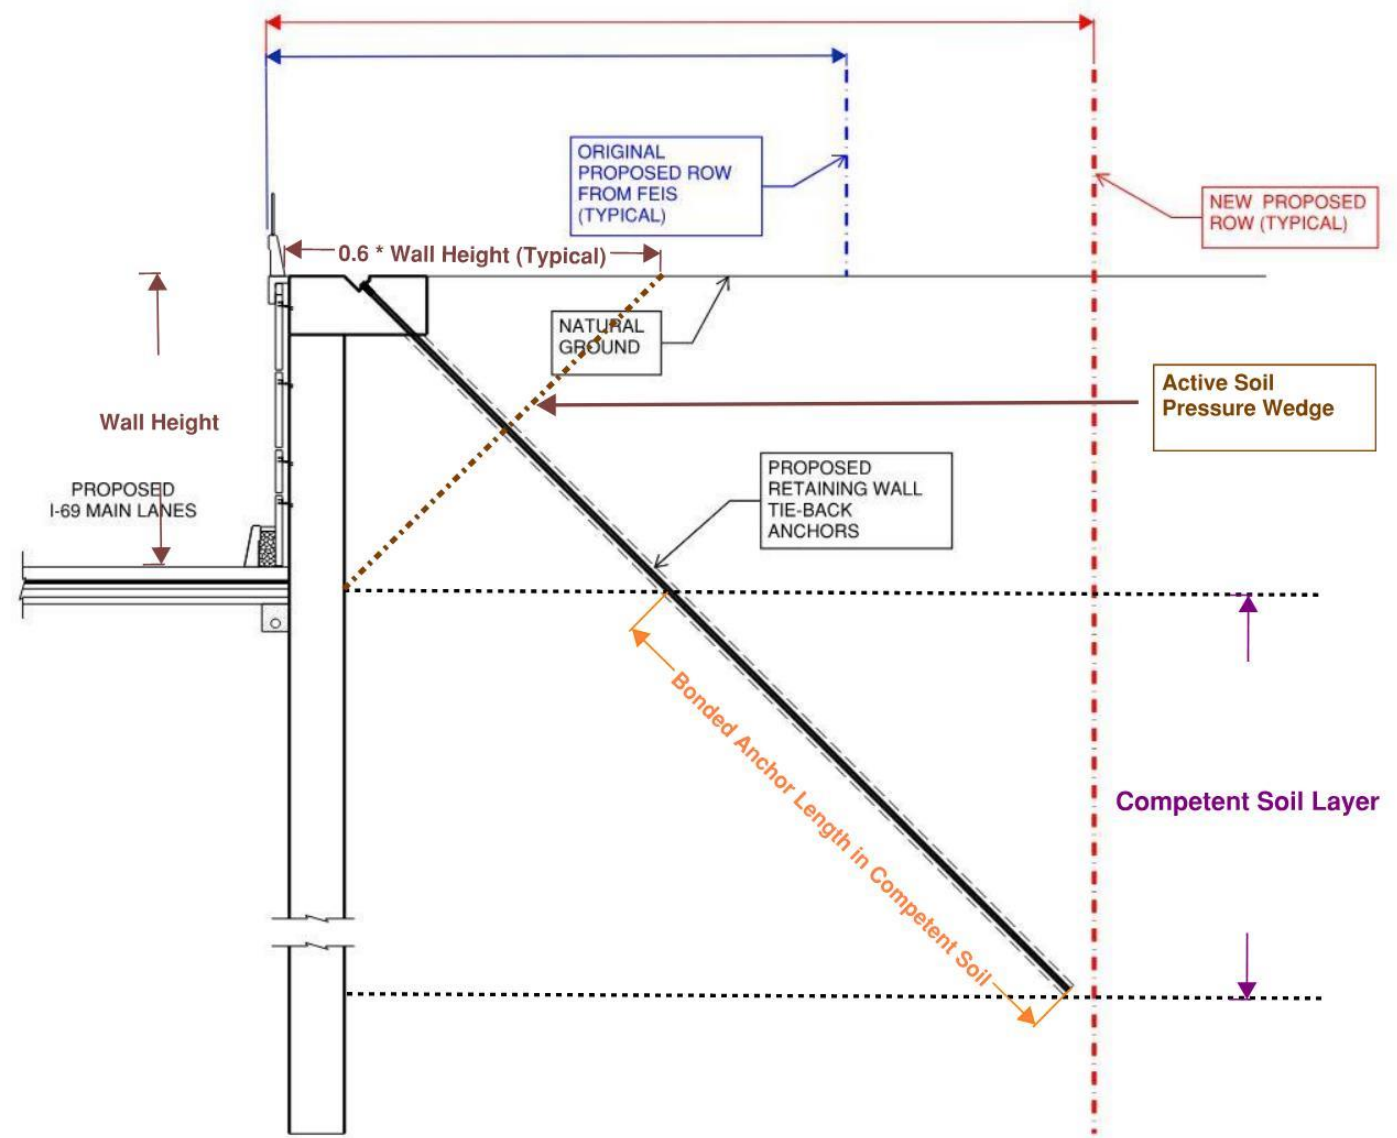 ORIGINAL
PROPOSED ROW
FROM FEIS
(TYPICAL)
NEW PROPOSED
ROW (TYPICAL)
0.6 * Wall Height (Typical)
NATURAL
GROUND
Active Soil
Pressure Wedge
Wall Height
PROPOSED
RETAINING WALL
TIE-BACK
ANCHORS
PROPOSED
I-69 MAIN LANES
Bonded Anchor Length in Competent Soil
Competent Soil Layer